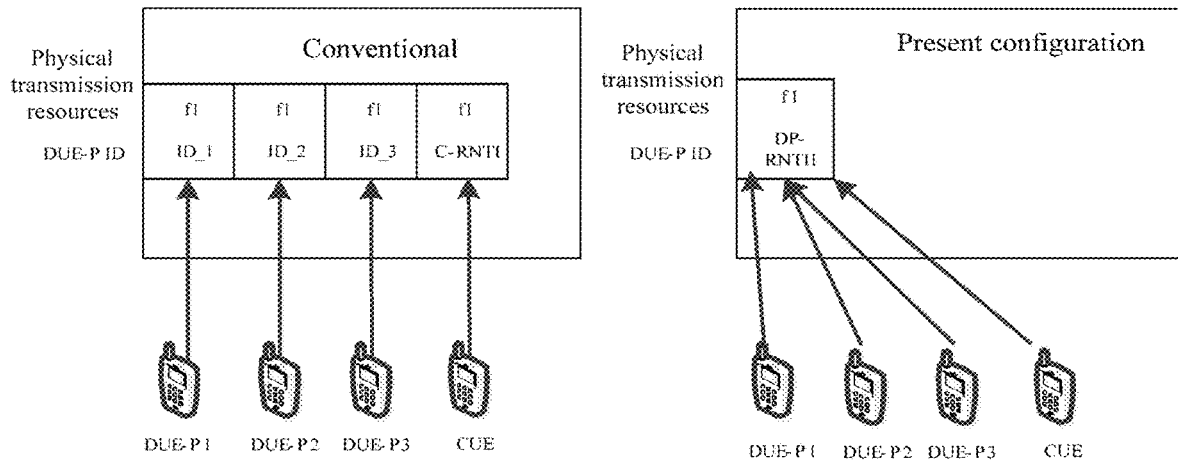 Conventional
Physical
transmission
resources
DUE-P ID
f1 f1 f1 f1
ID_1 ID_2 ID_3 C-RNTI
DUE-P1 DUE-P2 DUE-P3 CUE
Present configuration
Physical
transmission
resources
DUE-P ID
f1
DP-
RNTI1
DUE-P1 DUE-P2 DUE-P3 CUE